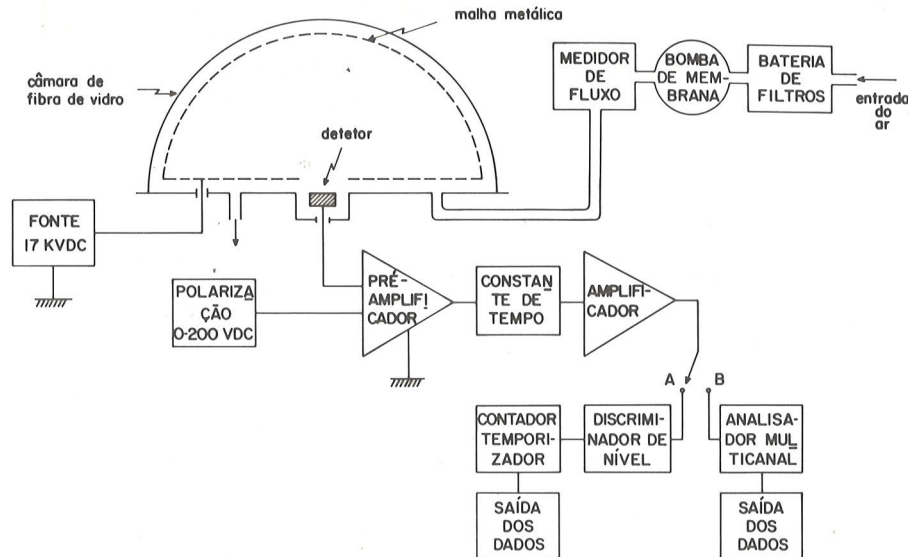 malha metálica
câmara de
fibra de vidro
detetor
MEDIDOR
DE
FLUXO
BOMBA
DE MEM-
BRANA
BATERIA
DE
FILTROS
entrada
do
ar
FONTE
17 KVDC
POLARIZA
ÇÃO
0-200 VDC
PRÉ-
AMPLIFI
CADOR
CONSTAN
TE DE
TEMPO
AMPLIFI-
CADOR
A
B
CONTADOR
TEMPORI-
ZADOR
DISCRIMI-
NADOR DE
NÍVEL
ANALISA-
DOR MUL
TICANAL
SAÍDA
DOS
DADOS
SAÍDA
DOS
DADOS